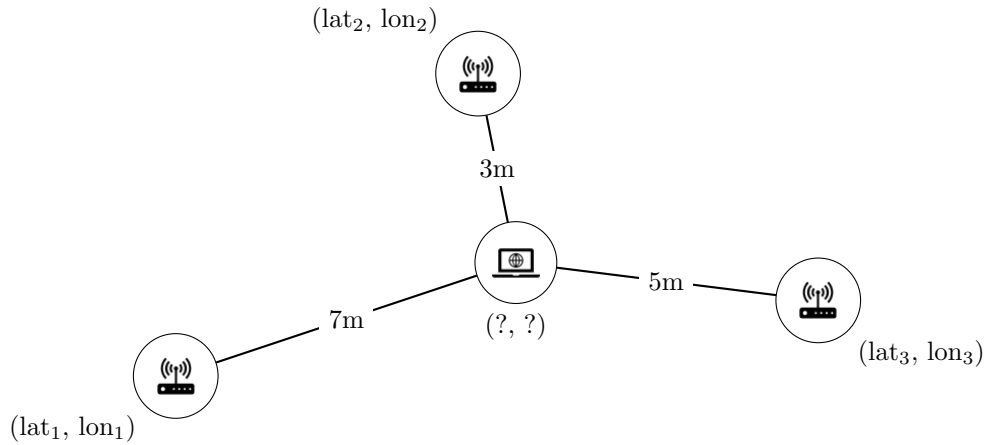 (lat₂, lon₂)
3m
5m
7m
(?, ?)
(lat₃, lon₃)
(lat₁, lon₁)